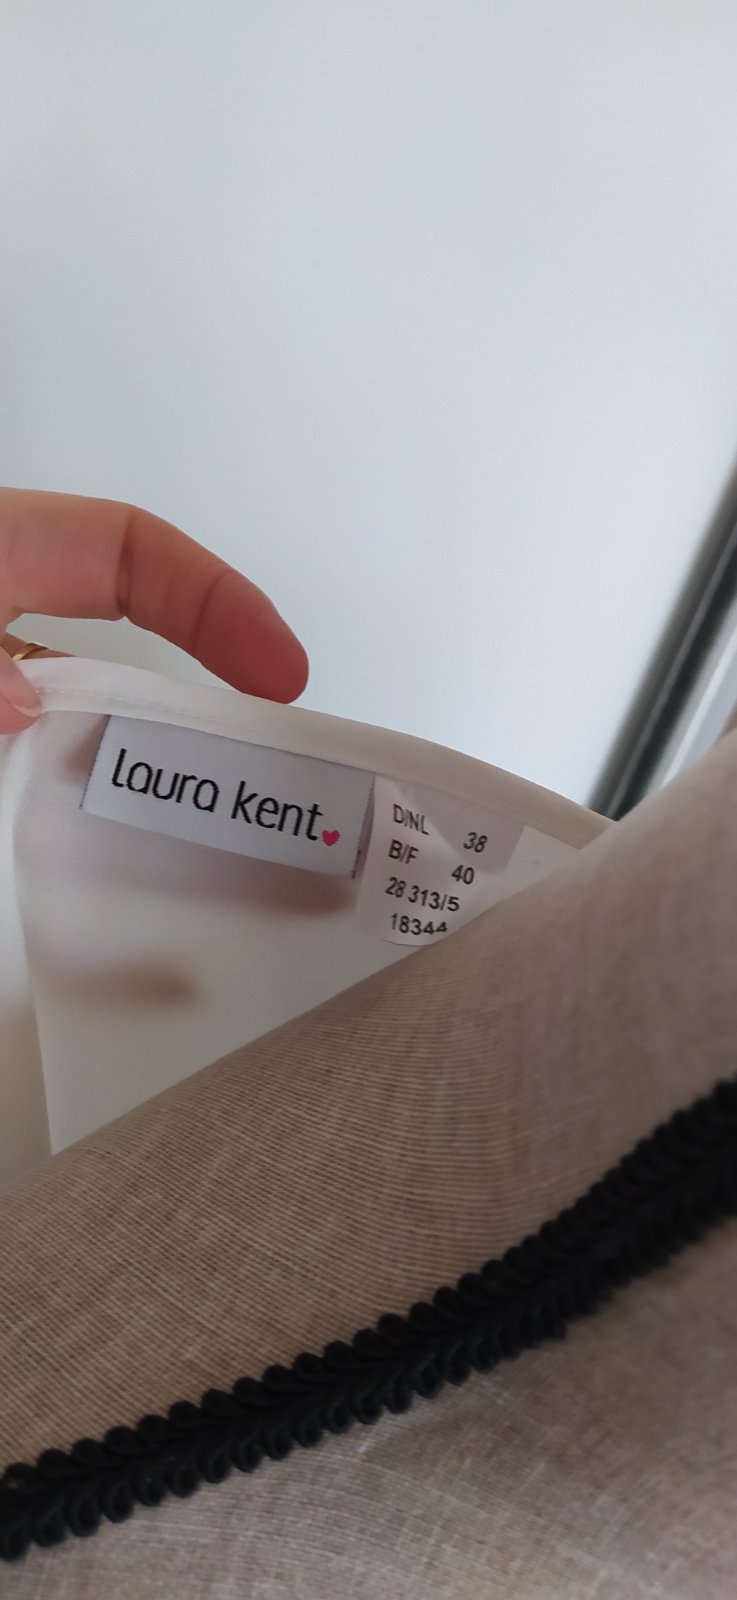 laura kent
D/NL 38
B/F 40
28 313/5
18344